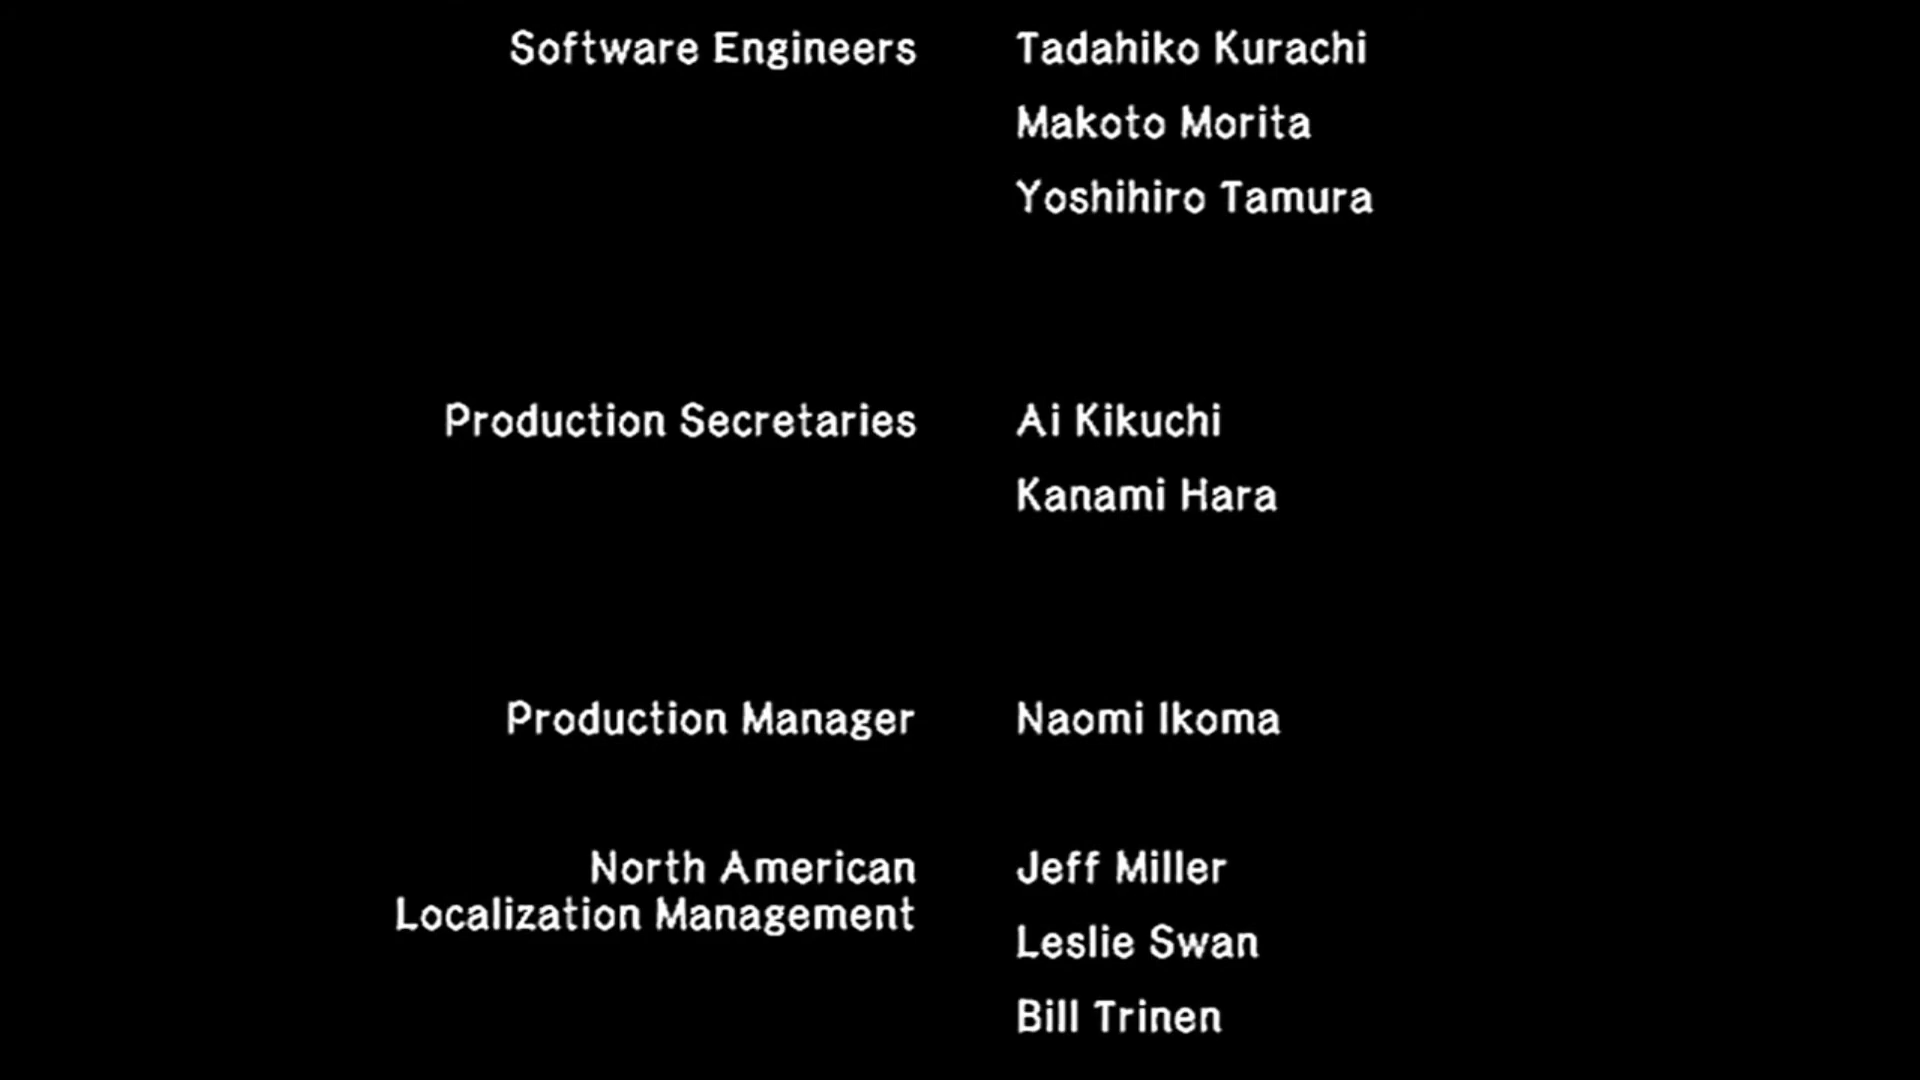 Software Engineers Tadahiko Kurachi
Makoto Morita
Yoshihiro Tamura
Production Secretaries Ai Kikuchi
Kanami Hara
Production Manager Naomi Ikoma
North American Jeff Miller
Localization Management
Leslie Swan
Bill Trinen